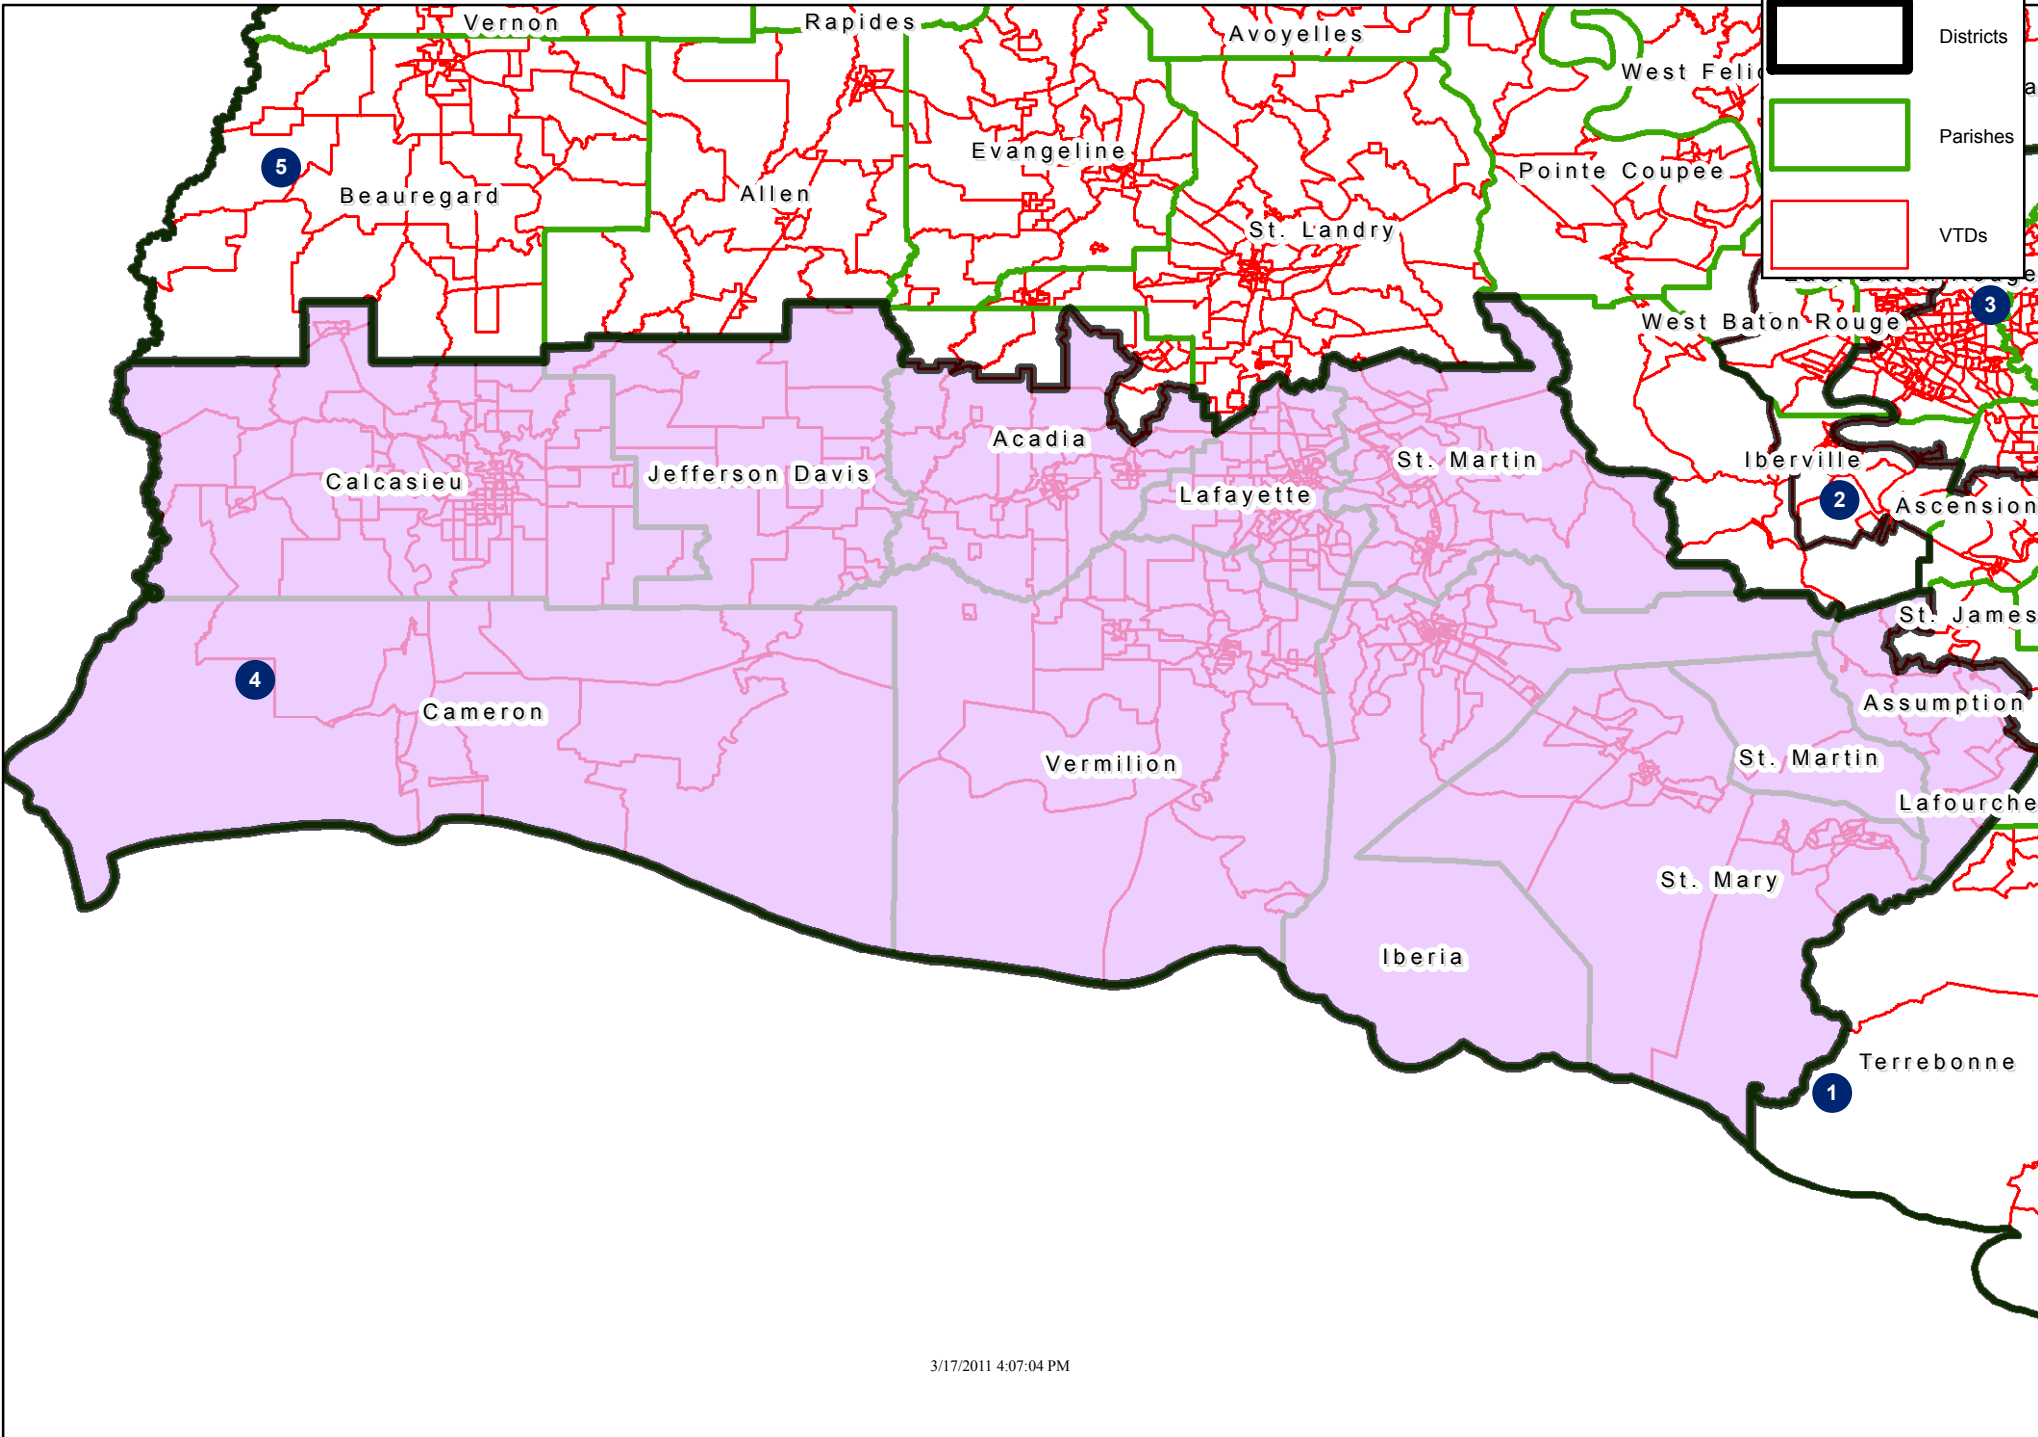 Vernon
Rapides
Avoyelles
Districts
West Felic
a
Parishes
Evangeline
5
Beauregard
Allen
Pointe Coupee
St. Landry
VTDs
3
West Baton Rouge
Acadia
St. Martin
Iberville
Calcasieu
Jefferson Davis
Lafayette
2
Ascension
St. James
4
Cameron
Assumption
Vermilion
St. Martin
Lafourche
St. Mary
Iberia
Terrebonne
1
3/17/2011 4:07:04 PM